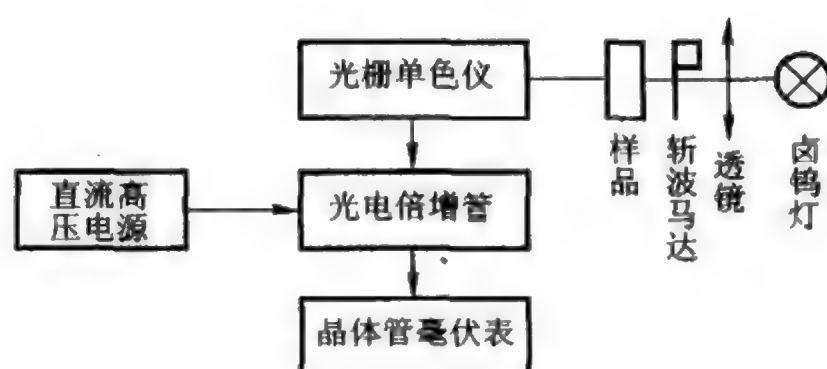 光栅单色仪
样品
斩波马达
透镜
卤钨灯
直流高
压电源
光电倍增管
晶体管毫伏表